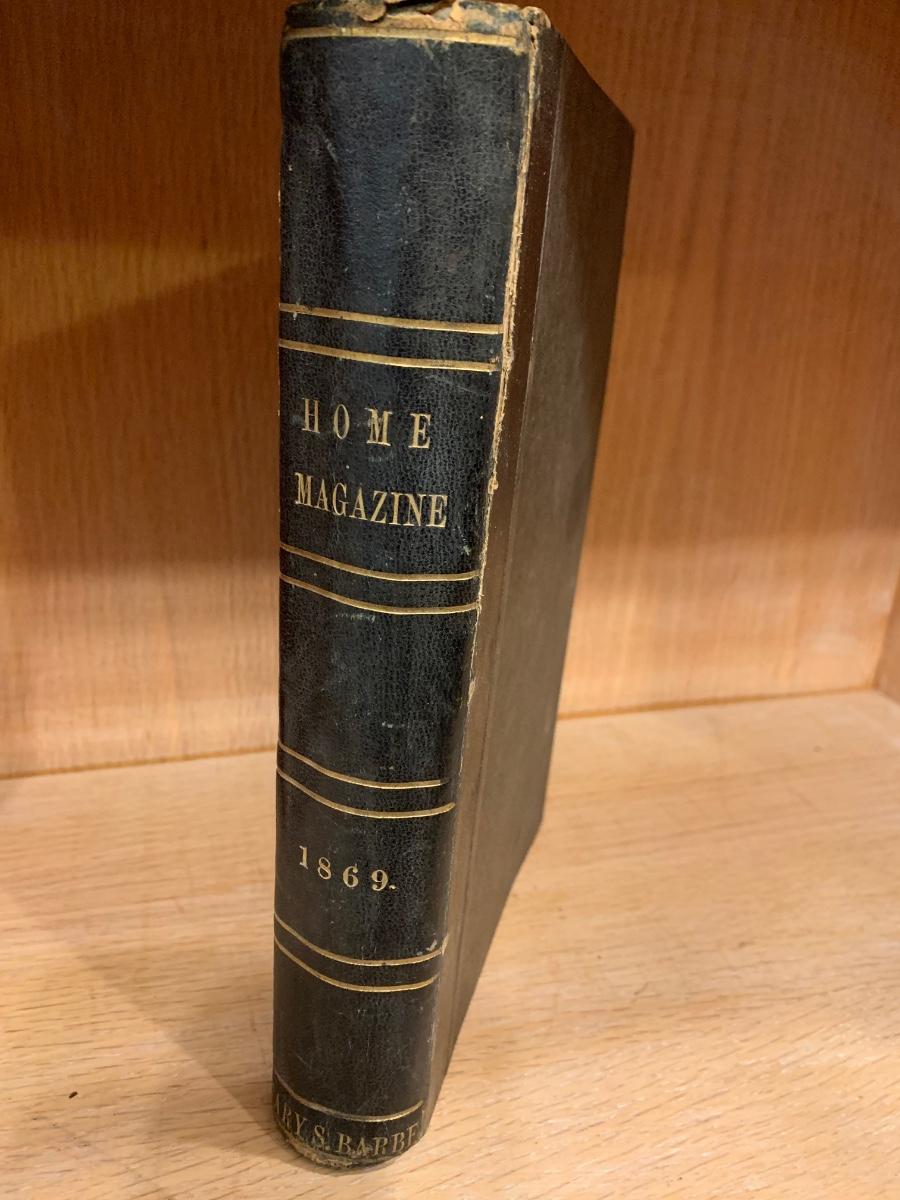 HOME
MAGAZINE
1869.
ARY S. BARBE